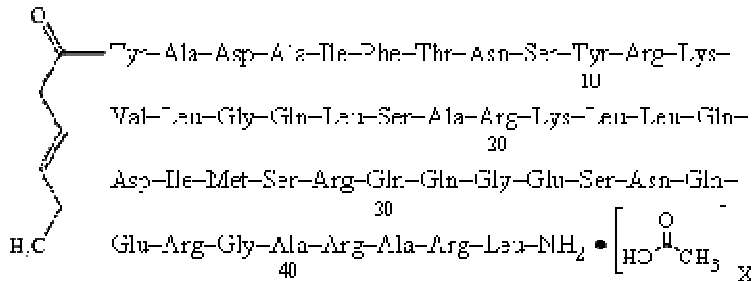 O
Tyr–Ala–Asp–Ala–Ile–Phe–Thr–Asn–Ser–Tyr–Arg–Lys–
10
Val–Leu–Gly–Gln–Leu–Ser–Ala–Arg–Lys–Leu–Leu–Gln–
20
Asp–Ile–Met–Ser–Arg–Gln–Gln–Gly–Glu–Ser–Asn–Gln–
30
H₃C Glu–Arg–Gly–Ala–Arg–Ala–Arg–Leu–NH₂ • [ O HO CH₃ X
40